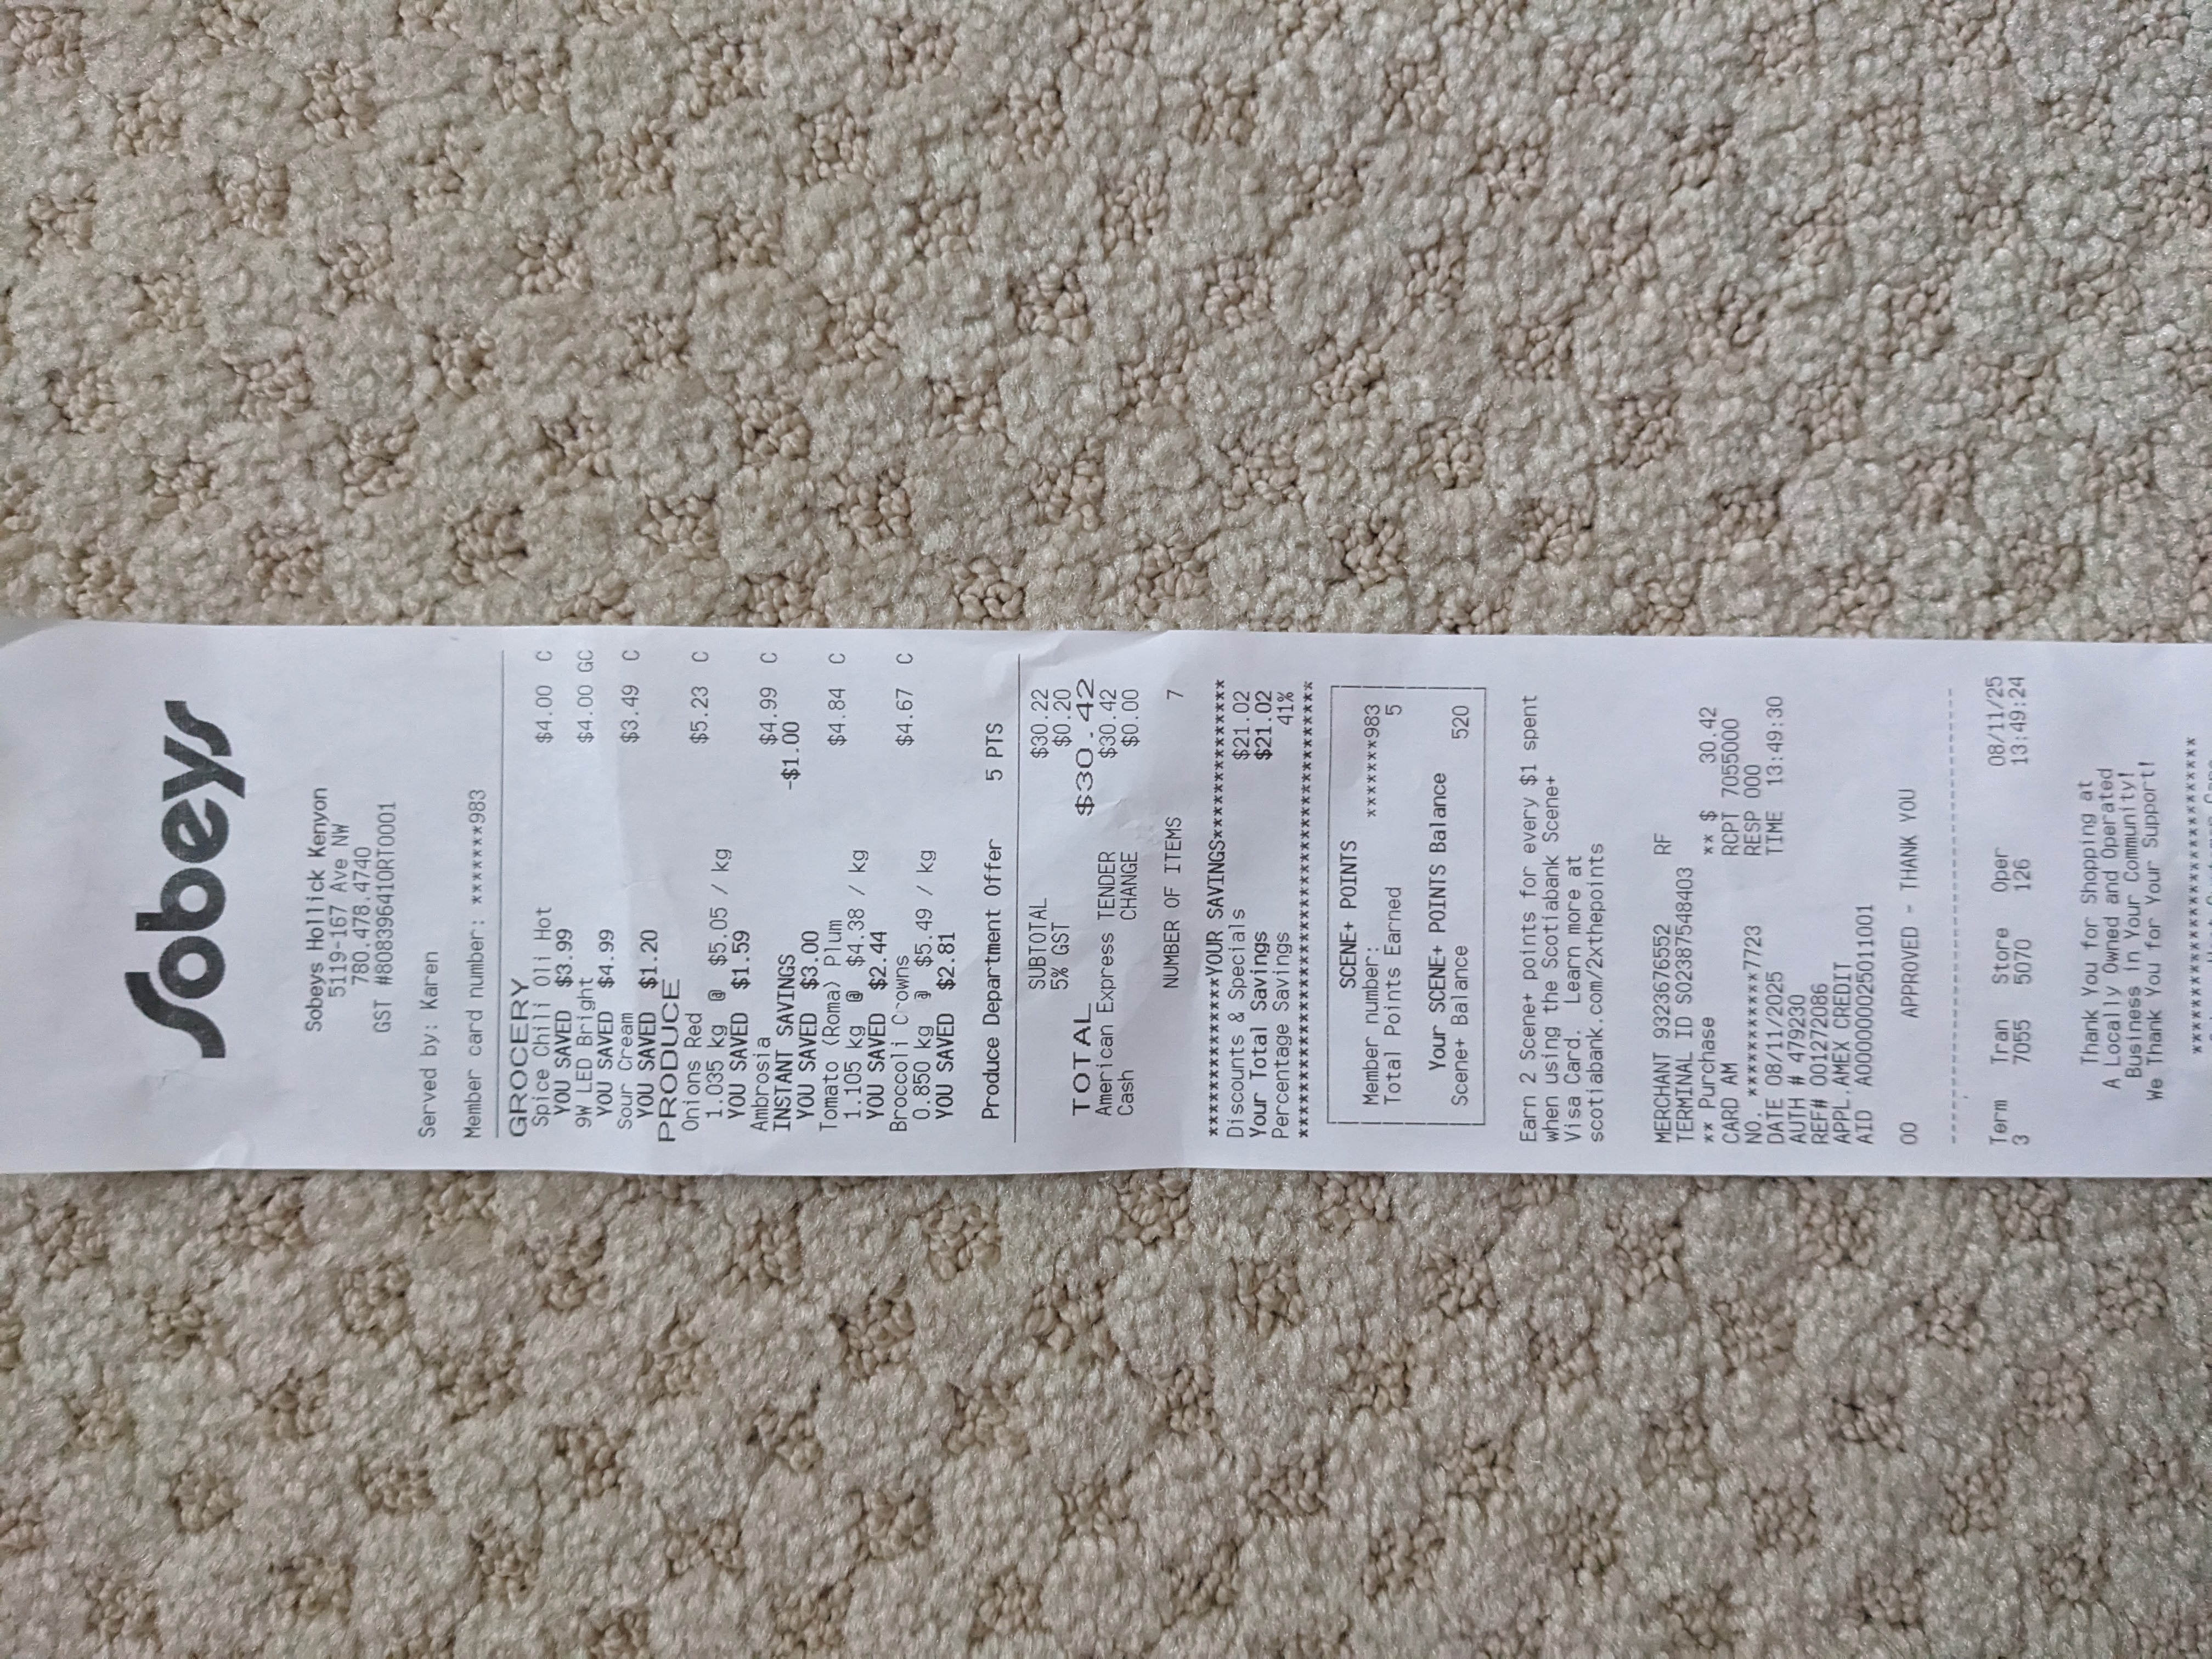 Sobeys
Sobeys Hollick Kenyon
5119-167 Ave NW
780.478.4740
GST #808396410RT0001
Served by: Karen
Member card number: ********983
GROCERY
Spice Chili Oli Hot $4.00 C
YOU SAVED $3.99
9W LED Bright $4.00 GC
YOU SAVED $4.99
Sour Cream $3.49 C
YOU SAVED $1.20
PRODUCE
Onions Red $5.23 C
1.035 kg @ $5.05 / kg
YOU SAVED $1.59
Ambrosia $4.99 C
INSTANT SAVINGS -$1.00
YOU SAVED $3.00
Tomato (Roma) Plum $4.84 C
1.105 kg @ $4.38 / kg
YOU SAVED $2.44
Broccoli Crowns $4.67 C
0.850 kg @ $5.49 / kg
YOU SAVED $2.81
Produce Department Offer 5 PTS
SUBTOTAL $30.22
5% GST $0.20
TOTAL $30.42
American Express TENDER $30.42
Cash CHANGE $0.00
NUMBER OF ITEMS 7
************YOUR SAVINGS************
Discounts & Specials $21.02
Your Total Savings $21.02
Percentage Savings 41%
************************************
SCENE+ POINTS
Member number: ********983
Total Points Earned 5
Your SCENE+ POINTS Balance
Scene+ Balance 520
Earn 2 Scene+ points for every $1 spent
when using the Scotiabank Scene+
Visa Card. Learn more at
scotiabank.com/2xthepoints
MERCHANT 9323676552 RF
TERMINAL ID S02387548403
** Purchase ** $ 30.42
CARD AM RCPT 7055000
NO. ***********7723 RESP 000
DATE 08/11/2025 TIME 13:49:30
AUTH # 479230
REF# 001272086
APPL. AMEX CREDIT
AID A000000025011001
00 APPROVED - THANK YOU
Term Tran Store Oper 08/11/25
3 7055 5070 126 13:49:24
Thank You for Shopping at
A Locally Owned and Operated
Business in Your Community!
We Thank You for Your Support!
************************************